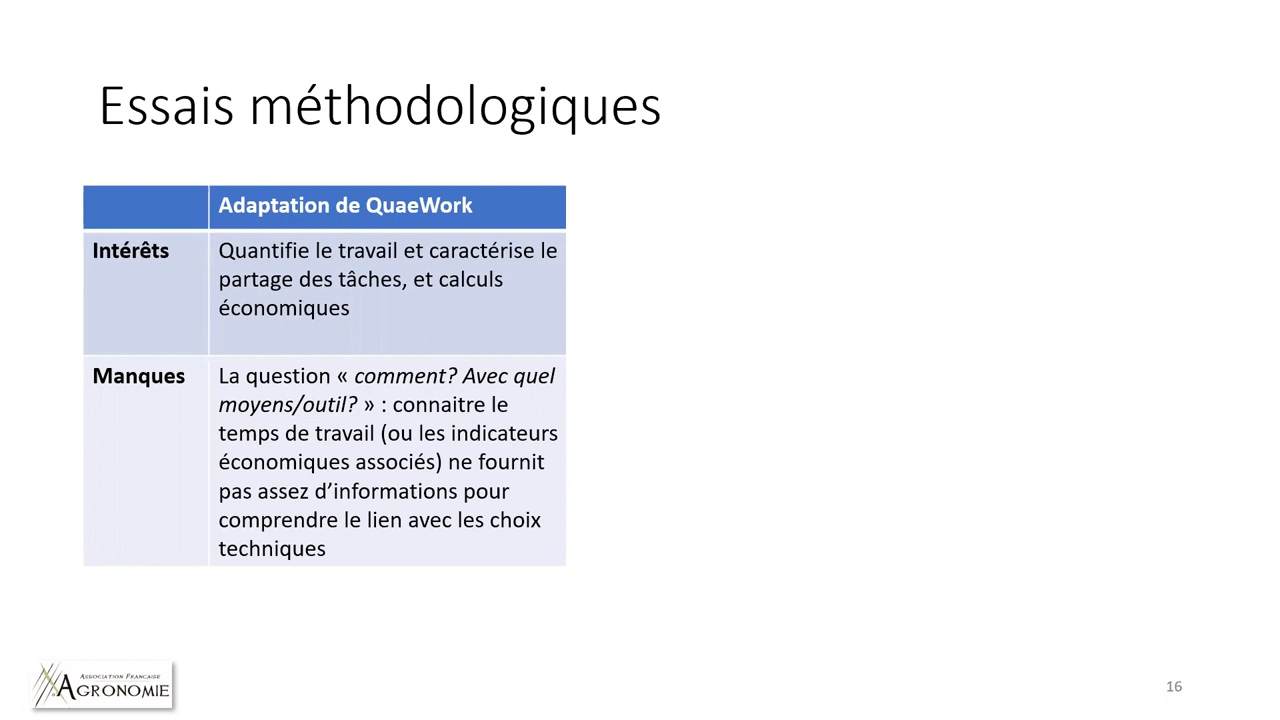 Essais méthodologiques
Adaptation de QuaeWork
Intérêts
Quantifie le travail et caractérise le
partage des tâches, et calculs
économiques
Manques
La question « comment? Avec quel
moyens/outil? » : connaitre le
temps de travail (ou les indicateurs
économiques associés) ne fournit
pas assez d’informations pour
comprendre le lien avec les choix
techniques
Association Française
AGRONOMIE
16